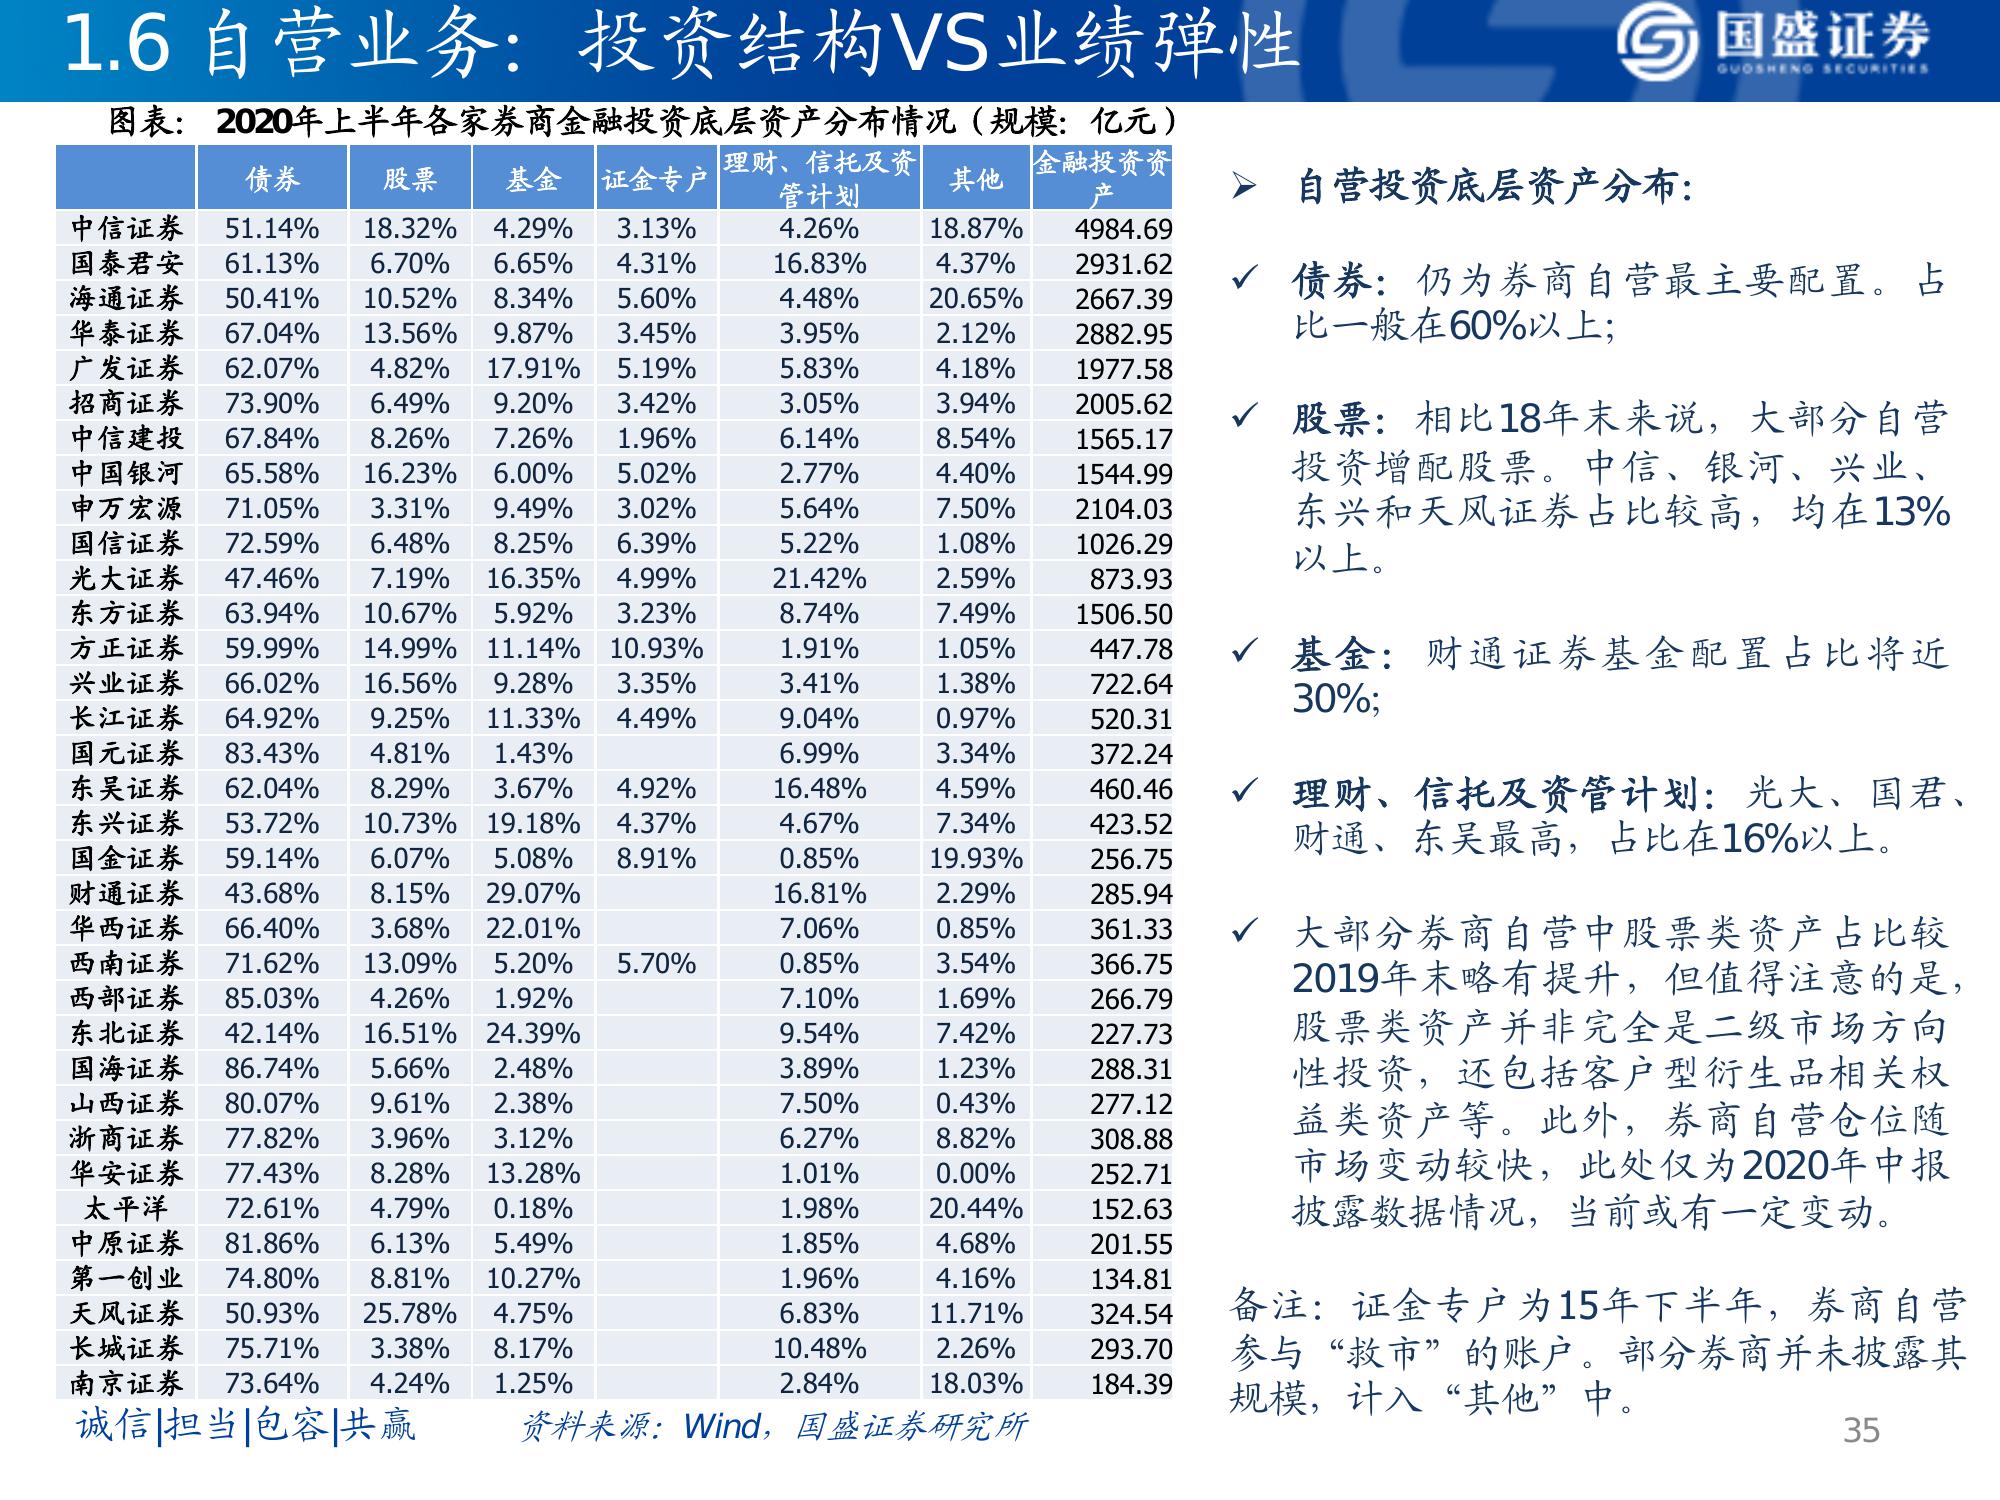 1.6 自营业务：投资结构VS业绩弹性
国盛证券
GUOSHENG SECURITIES
图表： 2020年上半年各家券商金融投资底层资产分布情况（规模：亿元）
债券 股票 基金 证金专户 理财、信托及资管计划 其他 金融投资资产
中信证券 51.14% 18.32% 4.29% 3.13% 4.26% 18.87% 4984.69
国泰君安 61.13% 6.70% 6.65% 4.31% 16.83% 4.37% 2931.62
海通证券 50.41% 10.52% 8.34% 5.60% 4.48% 20.65% 2667.39
华泰证券 67.04% 13.56% 9.87% 3.45% 3.95% 2.12% 2882.95
广发证券 62.07% 4.82% 17.91% 5.19% 5.83% 4.18% 1977.58
招商证券 73.90% 6.49% 9.20% 3.42% 3.05% 3.94% 2005.62
中信建投 67.84% 8.26% 7.26% 1.96% 6.14% 8.54% 1565.17
中国银河 65.58% 16.23% 6.00% 5.02% 2.77% 4.40% 1544.99
申万宏源 71.05% 3.31% 9.49% 3.02% 5.64% 7.50% 2104.03
国信证券 72.59% 6.48% 8.25% 6.39% 5.22% 1.08% 1026.29
光大证券 47.46% 7.19% 16.35% 4.99% 21.42% 2.59% 873.93
东方证券 63.94% 10.67% 5.92% 3.23% 8.74% 7.49% 1506.50
方正证券 59.99% 14.99% 11.14% 10.93% 1.91% 1.05% 447.78
兴业证券 66.02% 16.56% 9.28% 3.35% 3.41% 1.38% 722.64
长江证券 64.92% 9.25% 11.33% 4.49% 9.04% 0.97% 520.31
国元证券 83.43% 4.81% 1.43% 6.99% 3.34% 372.24
东吴证券 62.04% 8.29% 3.67% 4.92% 16.48% 4.59% 460.46
东兴证券 53.72% 10.73% 19.18% 4.37% 4.67% 7.34% 423.52
国金证券 59.14% 6.07% 5.08% 8.91% 0.85% 19.93% 256.75
财通证券 43.68% 8.15% 29.07% 16.81% 2.29% 285.94
华西证券 66.40% 3.68% 22.01% 7.06% 0.85% 361.33
西南证券 71.62% 13.09% 5.20% 5.70% 0.85% 3.54% 366.75
西部证券 85.03% 4.26% 1.92% 7.10% 1.69% 266.79
东北证券 42.14% 16.51% 24.39% 9.54% 7.42% 227.73
国海证券 86.74% 5.66% 2.48% 3.89% 1.23% 288.31
山西证券 80.07% 9.61% 2.38% 7.50% 0.43% 277.12
浙商证券 77.82% 3.96% 3.12% 6.27% 8.82% 308.88
华安证券 77.43% 8.28% 13.28% 1.01% 0.00% 252.71
太平洋 72.61% 4.79% 0.18% 1.98% 20.44% 152.63
中原证券 81.86% 6.13% 5.49% 1.85% 4.68% 201.55
第一创业 74.80% 8.81% 10.27% 1.96% 4.16% 134.81
天风证券 50.93% 25.78% 4.75% 6.83% 11.71% 324.54
长城证券 75.71% 3.38% 8.17% 10.48% 2.26% 293.70
南京证券 73.64% 4.24% 1.25% 2.84% 18.03% 184.39
➢ 自营投资底层资产分布：
✓ 债券：仍为券商自营最主要配置。占
比一般在60%以上；
✓ 股票：相比18年末来说，大部分自营
投资增配股票。中信、银河、兴业、
东兴和天风证券占比较高，均在13%
以上。
✓ 基金：财通证券基金配置占比将近
30%；
✓ 理财、信托及资管计划：光大、国君、
财通、东吴最高，占比在16%以上。
✓ 大部分券商自营中股票类资产占比较
2019年末略有提升，但值得注意的是，
股票类资产并非完全是二级市场方向
性投资，还包括客户型衍生品相关权
益类资产等。此外，券商自营仓位随
市场变动较快，此处仅为2020年中报
披露数据情况，当前或有一定变动。
备注：证金专户为15年下半年，券商自营
参与“救市”的账户。部分券商并未披露其
规模，计入“其他”中。
诚信|担当|包容|共赢
资料来源：Wind，国盛证券研究所
35